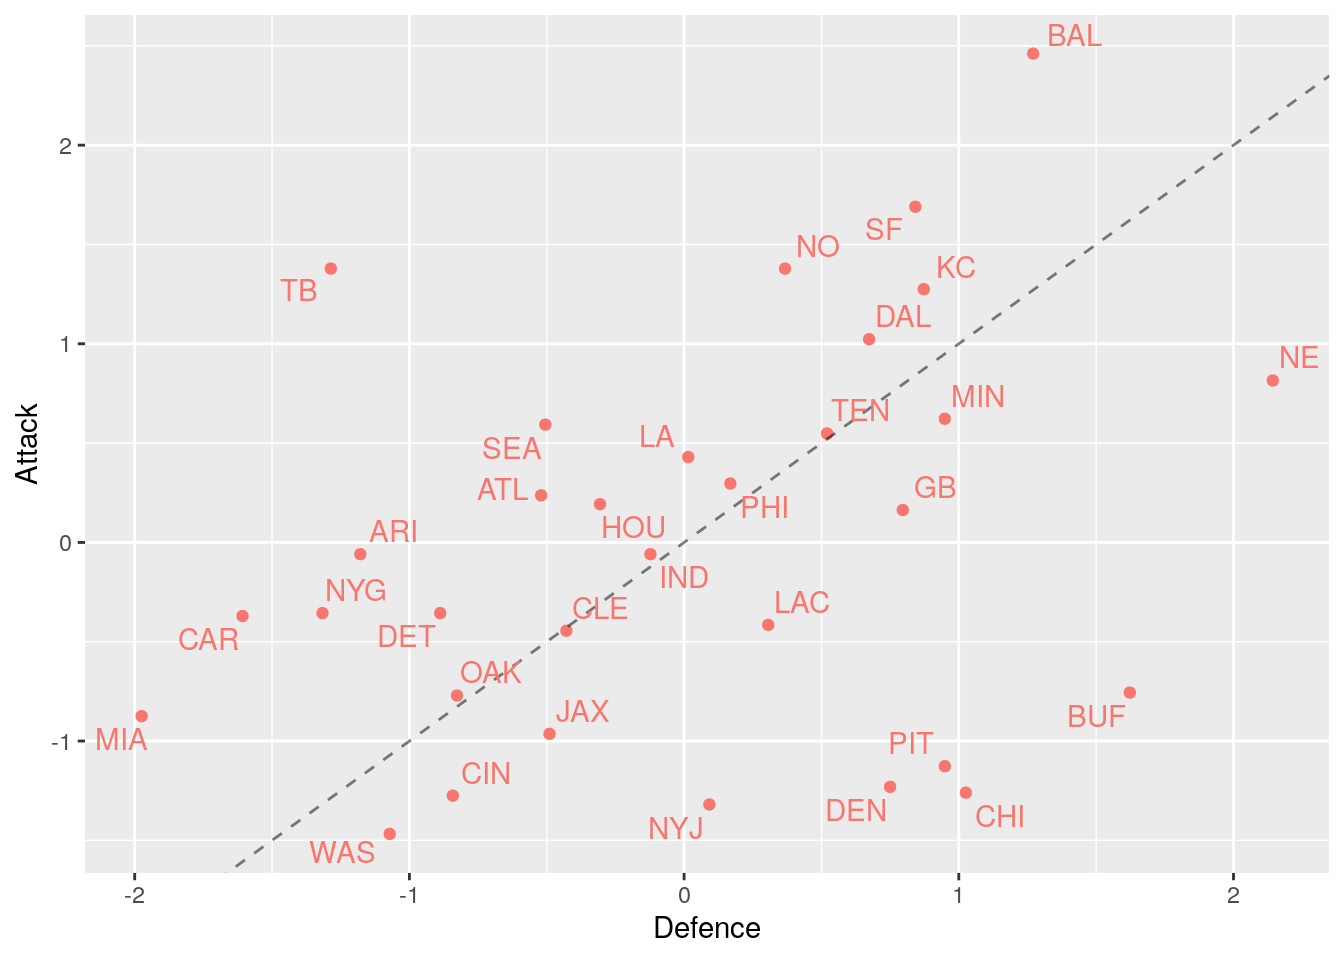 BAL
2
SF
NO
KC
TB
DAL
1
NE
MIN
TEN
LA
SEA
ATL
GB
PHI
HOU
ARI
0
IND
NYG
LAC
CLE
CAR
DET
OAK
JAX
BUF
MIA
-1
PIT
CIN
DEN
CHI
NYJ
WAS
-2 -1 0 1 2
Defence
Attack